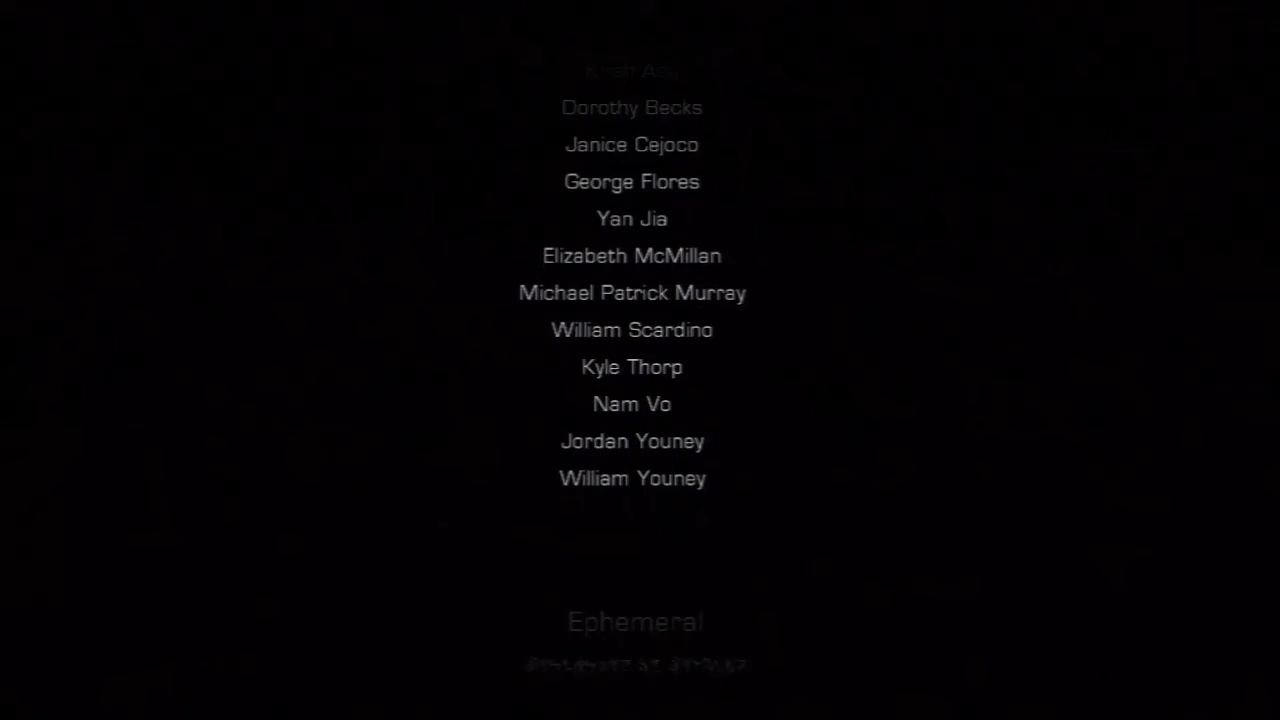 Dorothy Becks
Janice Cejoco
George Flores
Yan Jia
Elizabeth McMillan
Michael Patrick Murray
William Scardino
Kyle Thorp
Nam Vo
Jordan Youney
William Youney
Ephemeral